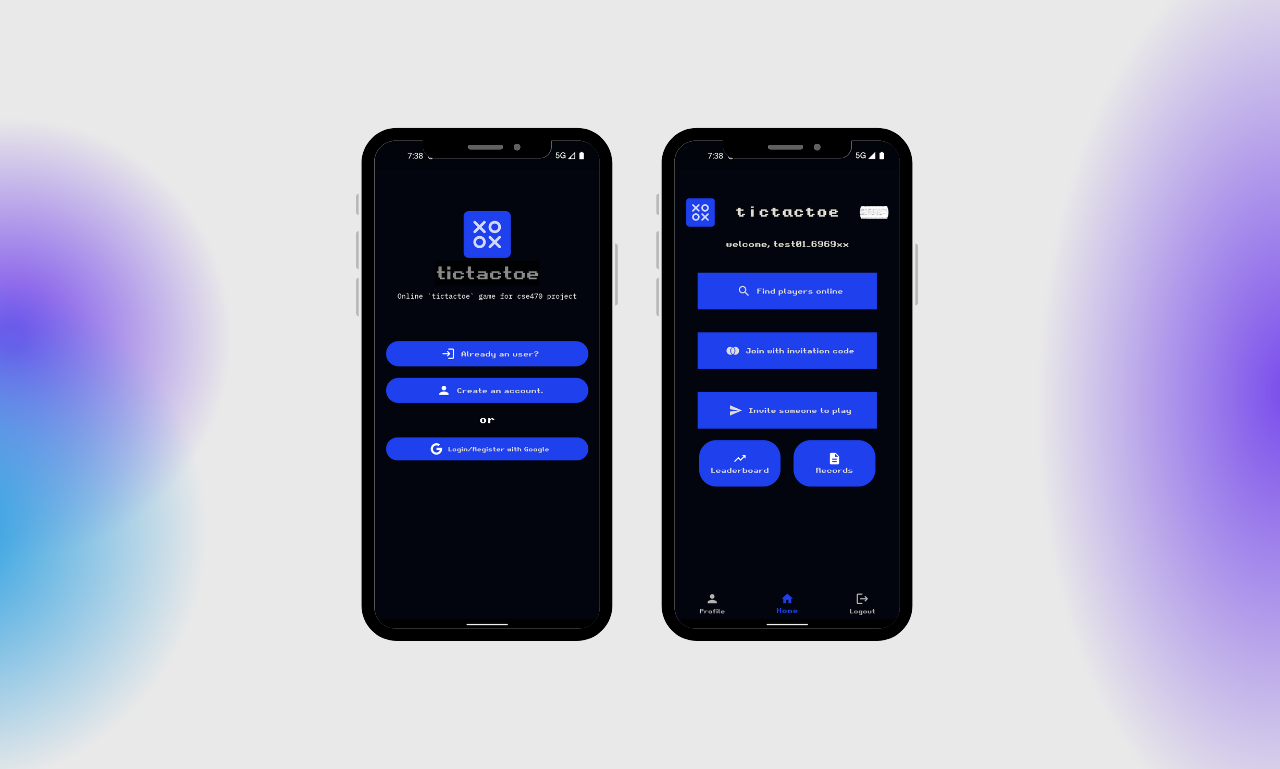 7:38
5G
XO
OX
tictactoe
Online `tictactoe` game for cse470 project
Already an user?
Create an account.
or
G Login/Register with Google
7:38
5G
XO
OX
tictactoe
welcome, test01_6969xx
Find players online
Join with invitation code
Invite someone to play
Leaderboard
Records
Profile
Home
Logout